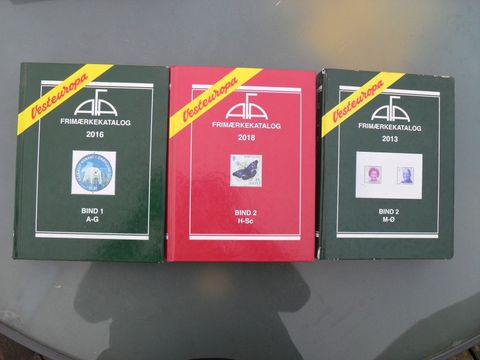 Vesteuropa
AFA
FRIMÆRKEKATALOG
2016
BIND 1
A-G
Vesteuropa
AFA
FRIMÆRKEKATALOG
2018
BIND 2
H-Sc
Vesteuropa
AFA
FRIMÆRKEKATALOG
2013
BIND 2
M-Ø